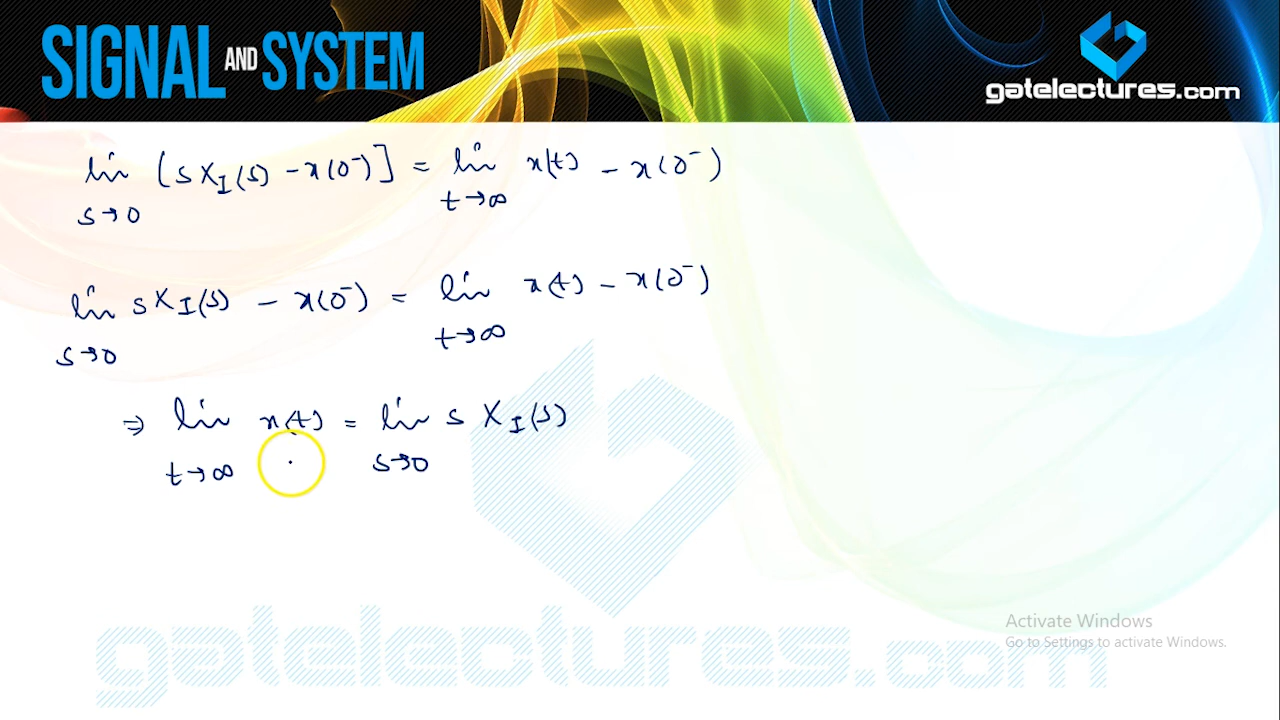 SIGNAL AND SYSTEM
gatelectures.com
lim [sX_I(s) - x(0⁻)] = lim x(t) - x(0⁻)
s→0 t→∞
lim sX_I(s) - x(0⁻) = lim x(t) - x(0⁻)
s→0 t→∞
⇒ lim x(t) = lim s X_I(s)
t→∞ s→0
Activate Windows
Go to Settings to activate Windows.
gatelectures.com